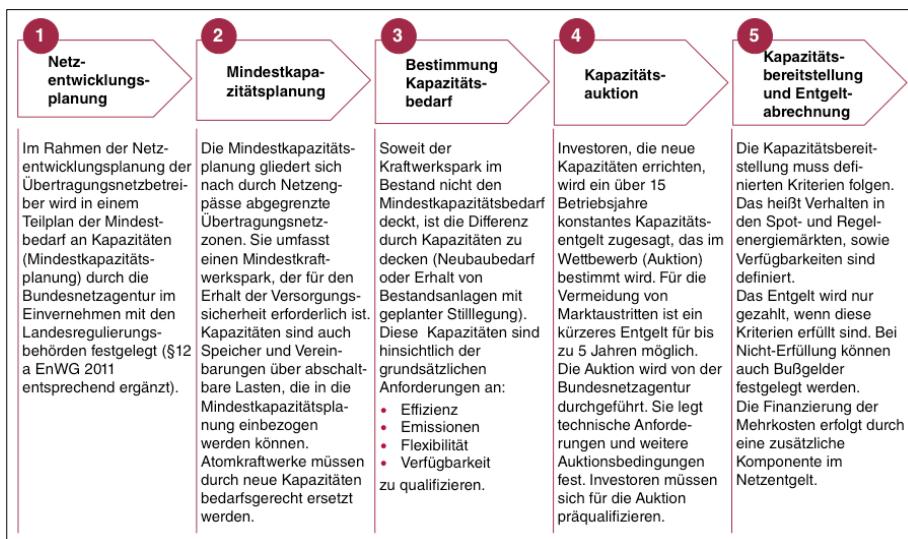 1
Netz-
entwicklungs-
planung
Im Rahmen der Netz-
entwicklungsplanung der
Übertragungsnetzbetrei-
ber wird in einem
Teilplan der Mindest-
bedarf an Kapazitäten
(Mindestkapazitäts-
planung) durch die
Bundesnetzagentur im
Einvernehmen mit den
Landesregulierungs-
behörden festgelegt (§12
a EnWG 2011
entsprechend ergänzt).
2
Mindestkapa-
zitätsplanung
Die Mindestkapazitäts-
planung gliedert sich
nach durch Netzeng-
pässe abgegrenzte
Übertragungsnetz-
zonen. Sie umfasst
einen Mindestkraft-
werkspark, der für den
Erhalt der Versorgungs-
sicherheit erforderlich ist.
Kapazitäten sind auch
Speicher und Verein-
barungen über abschalt-
bare Lasten, die in die
Mindestkapazitätspla-
nung einbezogen
werden können.
Atomkraftwerke müssen
durch neue Kapazitäten
bedarfsgerecht ersetzt
werden.
3
Bestimmung
Kapazitäts-
bedarf
Soweit der
Kraftwerkspark im
Bestand nicht den
Mindestkapazitätsbedarf
deckt, ist die Differenz
durch Kapazitäten zu
decken (Neubaubedarf
oder Erhalt von
Bestandsanlagen mit
geplanter Stilllegung).
Diese Kapazitäten sind
hinsichtlich der
grundsätzlichen
Anforderungen an:
• Effizienz
• Emissionen
• Flexibilität
• Verfügbarkeit
zu qualifizieren.
4
Kapazitäts-
auktion
Investoren, die neue
Kapazitäten errichten,
wird ein über 15
Betriebsjahre
konstantes Kapazitäts-
entgelt zugesagt, das im
Wettbewerb (Auktion)
bestimmt wird. Für die
Vermeidung von
Marktaustritten ist ein
kürzeres Entgelt für bis
zu 5 Jahren möglich.
Die Auktion wird von der
Bundesnetzagentur
durchgeführt. Sie legt
technische Anforde-
rungen und weitere
Auktionsbedingungen
fest. Investoren müssen
sich für die Auktion
präqualifizieren.
5
Kapazitäts-
bereitstellung
und Entgelt-
abrechnung
Die Kapazitätsbereit-
stellung muss defi-
nierten Kriterien folgen.
Das heißt Verhalten in
den Spot- und Regel-
energiemärkten, sowie
Verfügbarkeiten sind
definiert.
Das Entgelt wird nur
gezahlt, wenn diese
Kriterien erfüllt sind. Bei
Nicht-Erfüllung können
auch Bußgelder
festgelegt werden.
Die Finanzierung der
Mehrkosten erfolgt durch
eine zusätzliche
Komponente im
Netzentgelt.